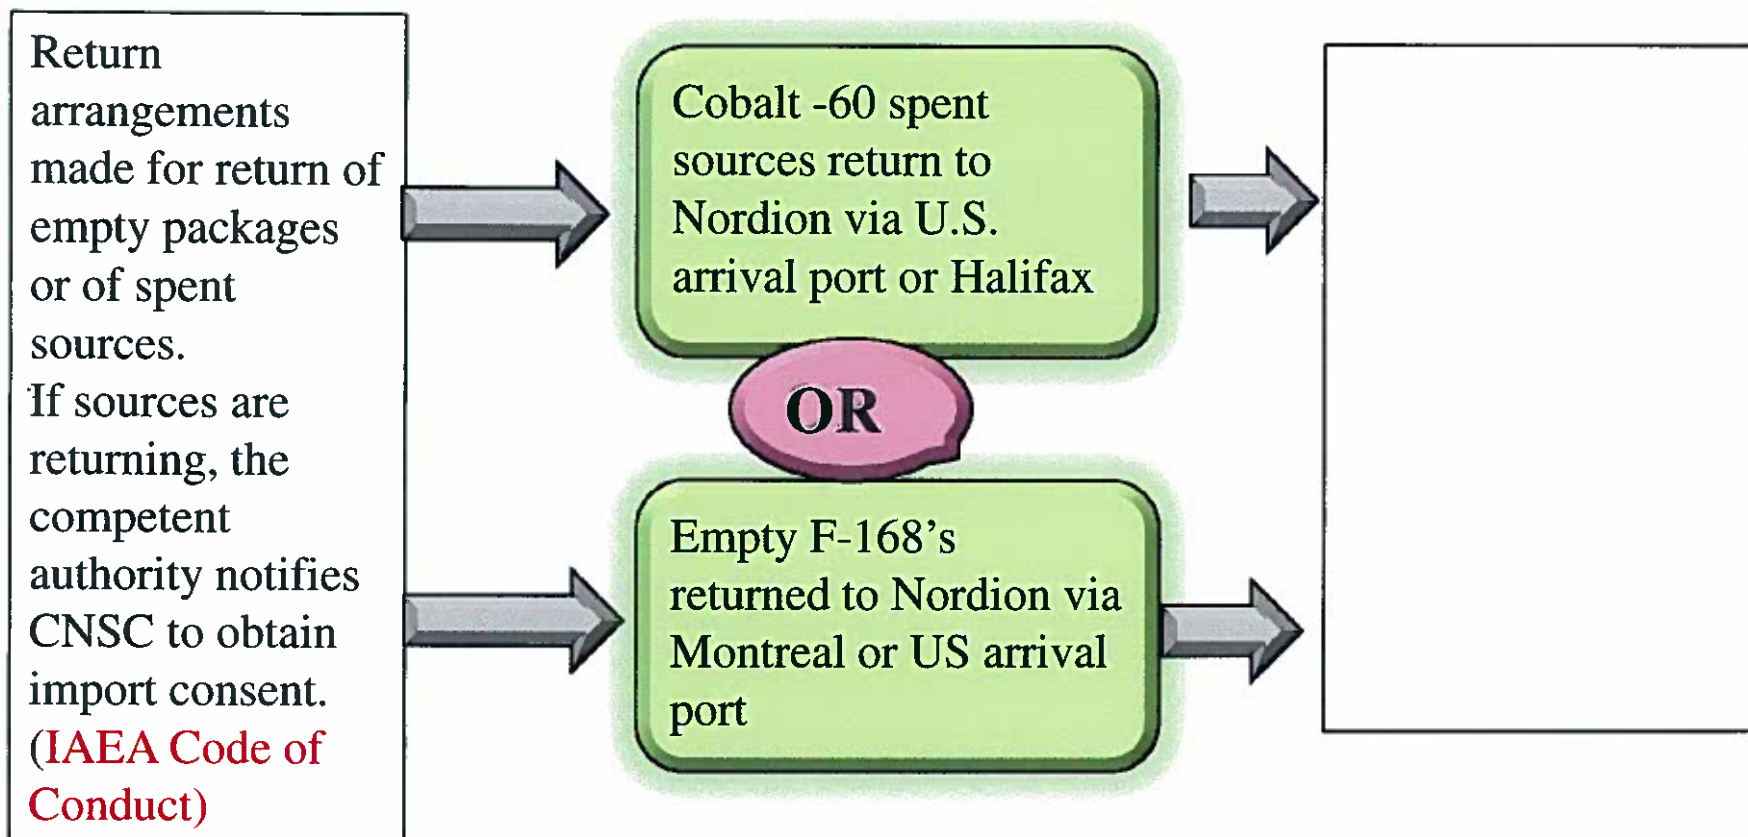 Return
arrangements
made for return of
empty packages
or of spent
sources.
If sources are
returning, the
competent
authority notifies
CNSC to obtain
import consent.
(IAEA Code of
Conduct)
Cobalt -60 spent
sources return to
Nordion via U.S.
arrival port or Halifax
OR
Empty F-168’s
returned to Nordion via
Montreal or US arrival
port